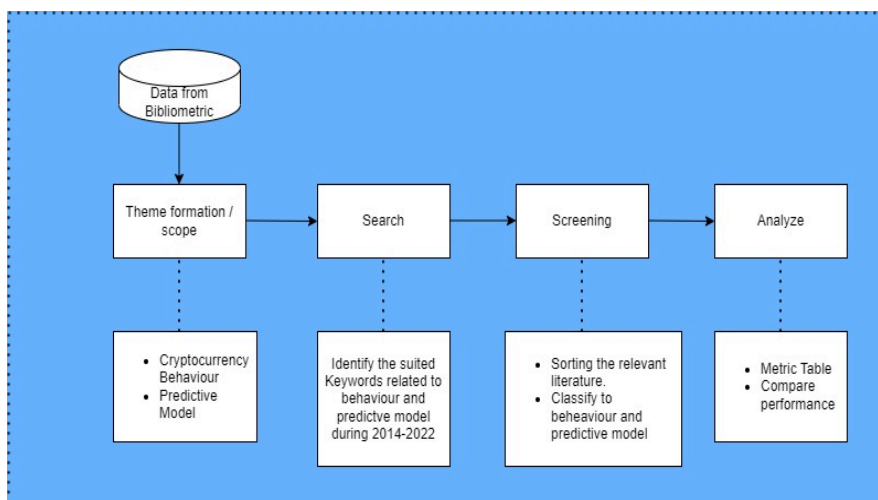 Data from
Bibliometric
Theme formation /
scope
Search
Screening
Analyze
• Cryptocurrency
Behaviour
• Predictive
Model
Identify the suited
Keywords related to
behaviour and
predictve model
during 2014-2022
• Sorting the relevant
literature.
• Classify to
beheaviour and
predictive model
• Metric Table
• Compare
performance